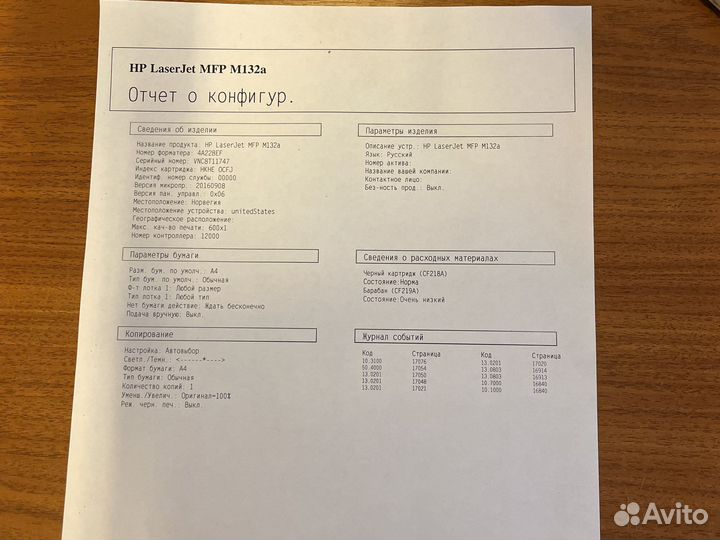 HP LaserJet MFP M132a
Отчет о конфигур.
Сведения об изделии
Название продукта: HP LaserJet MFP M132a
Номер форматера: 4A22BEF
Серийный номер: VNC8T11747
Индекс картриджа: HKHE OCFJ
Идентиф. номер службы: 00000
Версия микропр.: 20160908
Версия пан. управл.: 0x06
Местоположение: Норвегия
Местоположение устройства: unitedStates
Географическое расположение:
Макс. кач-во печати: 600x1
Номер контроллера: 12000
Параметры изделия
Описание устр.: HP LaserJet MFP M132a
Язык: Русский
Номер актива:
Название вашей компании:
Контактное лицо:
Без-ность прод.: Выкл.
Параметры бумаги
Разм. бум. по умолч.: A4
Тип бум. по умолч.: Обычная
Ф-т лотка 1: Любой размер
Тип лотка 1: Любой тип
Нет бумаги действие: Ждать бесконечно
Подача вручную: Выкл.
Сведения о расходных материалах
Черный картридж (CF218A)
Состояние:Норма
Барабан (CF219A)
Состояние:Очень низкий
Копирование
Настройка: Автовыбор
Светл./Темн.: <------*---->
Формат бумаги: A4
Тип бумаги: Обычная
Количество копий: 1
Уменьш./Увелич.: Оригинал=100%
Реж. черн. печ.: Выкл.
Журнал событий
Код Страница Код Страница
10.3100 17076 13.0201 17020
60.4000 17054 13.0803 16914
13.0201 17050 13.0803 16913
13.0201 17048 10.7000 16840
13.0201 17021 10.1000 16840
Avito